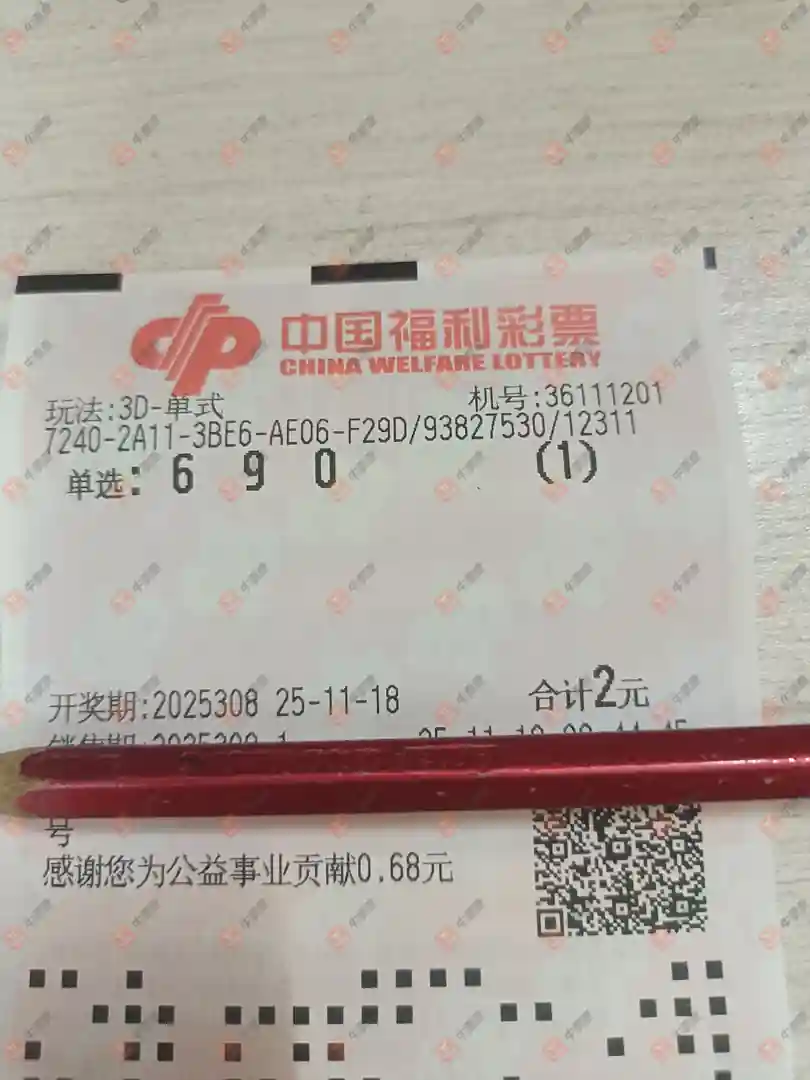 中国福利彩票
CHINA WELFARE LOTTERY
玩法:3D-单式 机号:36111201
7240-2A11-3BE6-AE06-F29D/93827530/12311
单选: 6 9 0 (1)
开奖期:2025308 25-11-18 合计2元
号
感谢您为公益事业贡献0.68元